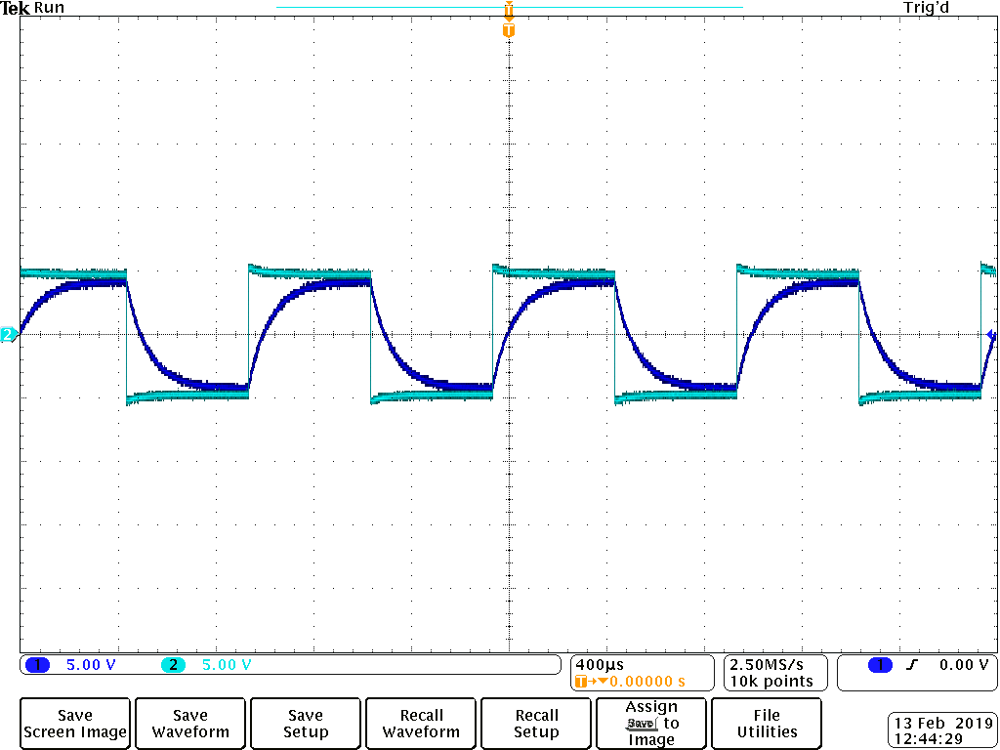 Tek Run Trig'd
T
T
2
1 5.00 V 2 5.00 V 400µs 2.50MS/s 1 0.00 V
T 0.00000 s 10k points
Save Screen Image
Save Waveform
Save Setup
Recall Waveform
Recall Setup
Assign Save to Image
File Utilities
13 Feb 2019
12:44:29